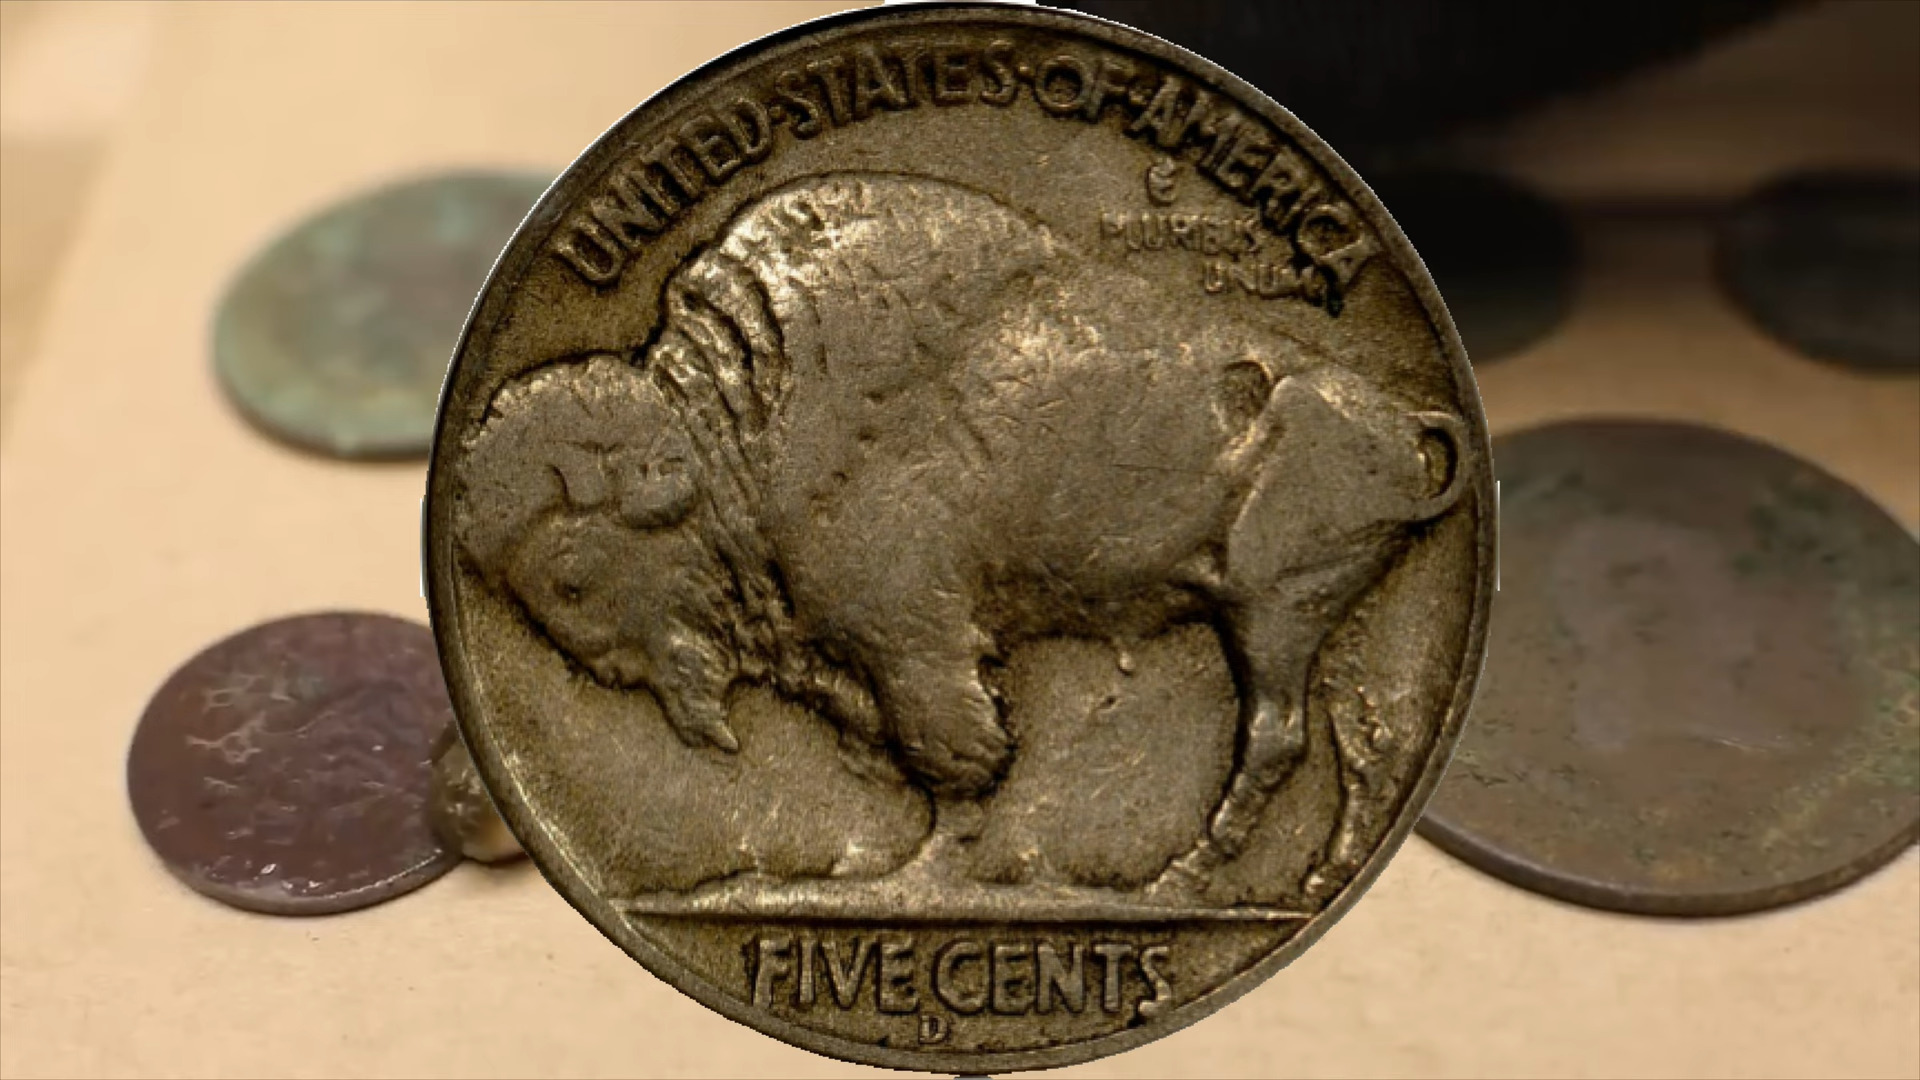 UNITED·STATES·OF·AMERICA
E
PLURIBUS
UNUM
FIVE CENTS
D